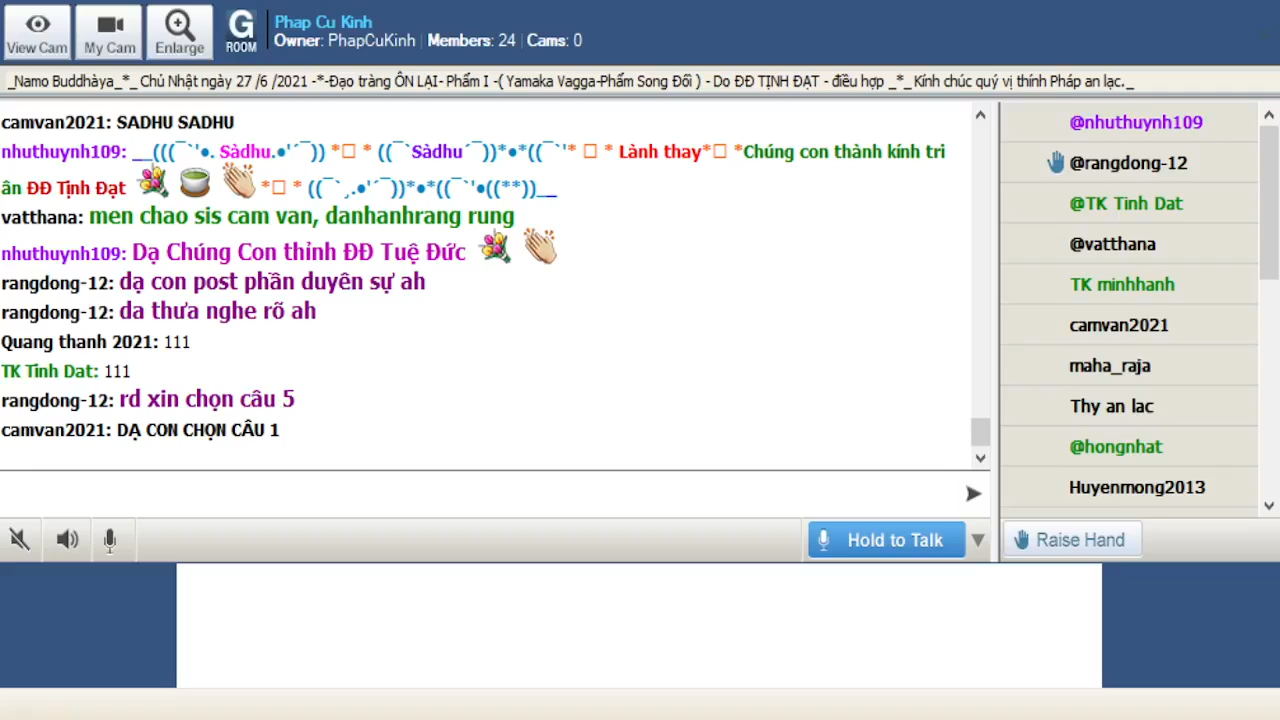 View Cam
My Cam
Enlarge
G ROOM
Phap Cu Kinh
Owner: PhapCuKinh | Members: 24 | Cams: 0
_Namo Buddhàya_*_ Chủ Nhật ngày 27 /6 /2021 -*-Đạo tràng ÔN LẠI- Phẩm I -( Yamaka Vagga-Phẩm Song Đối ) - Do ĐĐ TỊNH ĐẠT - điều hợp _*_ Kính chúc quý vị thính Pháp an lạc._
camvan2021: SADHU SADHU
nhuthuynh109: __(((¯`'•. Sàdhu.•'´¯)) *□ * ((¯`Sàdhu´¯))*•*((¯`'* □ * Lành thay*□ *Chúng con thành kính tri
ân ĐĐ Tịnh Đạt *□ * ((¯`¸.•'´¯))*•*((¯`'•((**))__
vatthana: men chao sis cam van, danhanhrang rung
nhuthuynh109: Dạ Chúng Con thỉnh ĐĐ Tuệ Đức
rangdong-12: dạ con post phần duyên sự ah
rangdong-12: da thưa nghe rõ ah
Quang thanh 2021: 111
TK Tinh Dat: 111
rangdong-12: rd xin chọn câu 5
camvan2021: DẠ CON CHỌN CÂU 1
@nhuthuynh109
@rangdong-12
@TK Tinh Dat
@vatthana
TK minhhanh
camvan2021
maha_raja
Thy an lac
@hongnhat
Huyenmong2013
Hold to Talk
Raise Hand